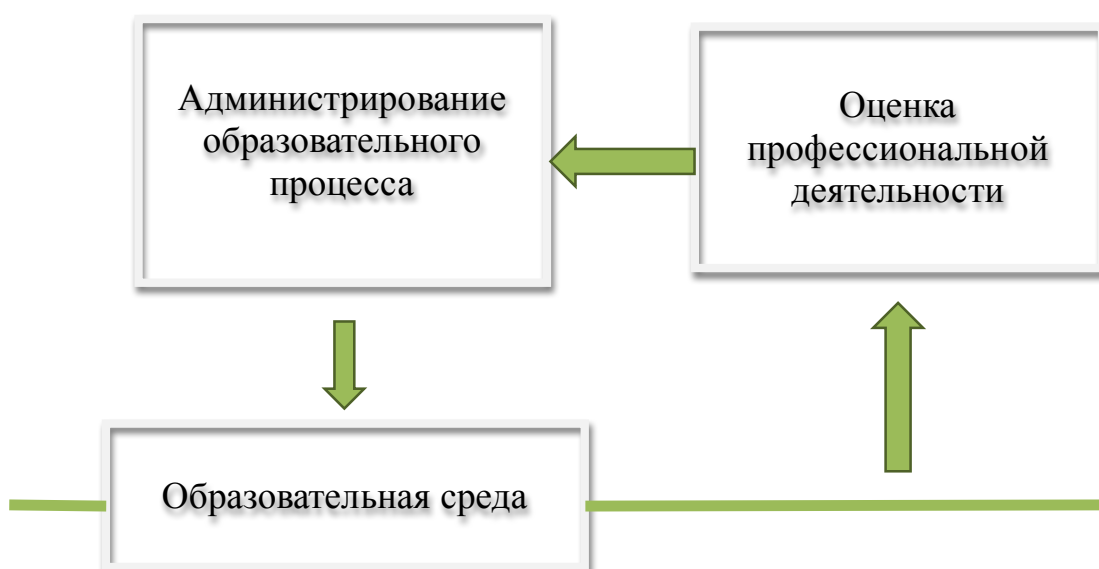 Администрирование
образовательного
процесса
Оценка
профессиональной
деятельности
Образовательная среда